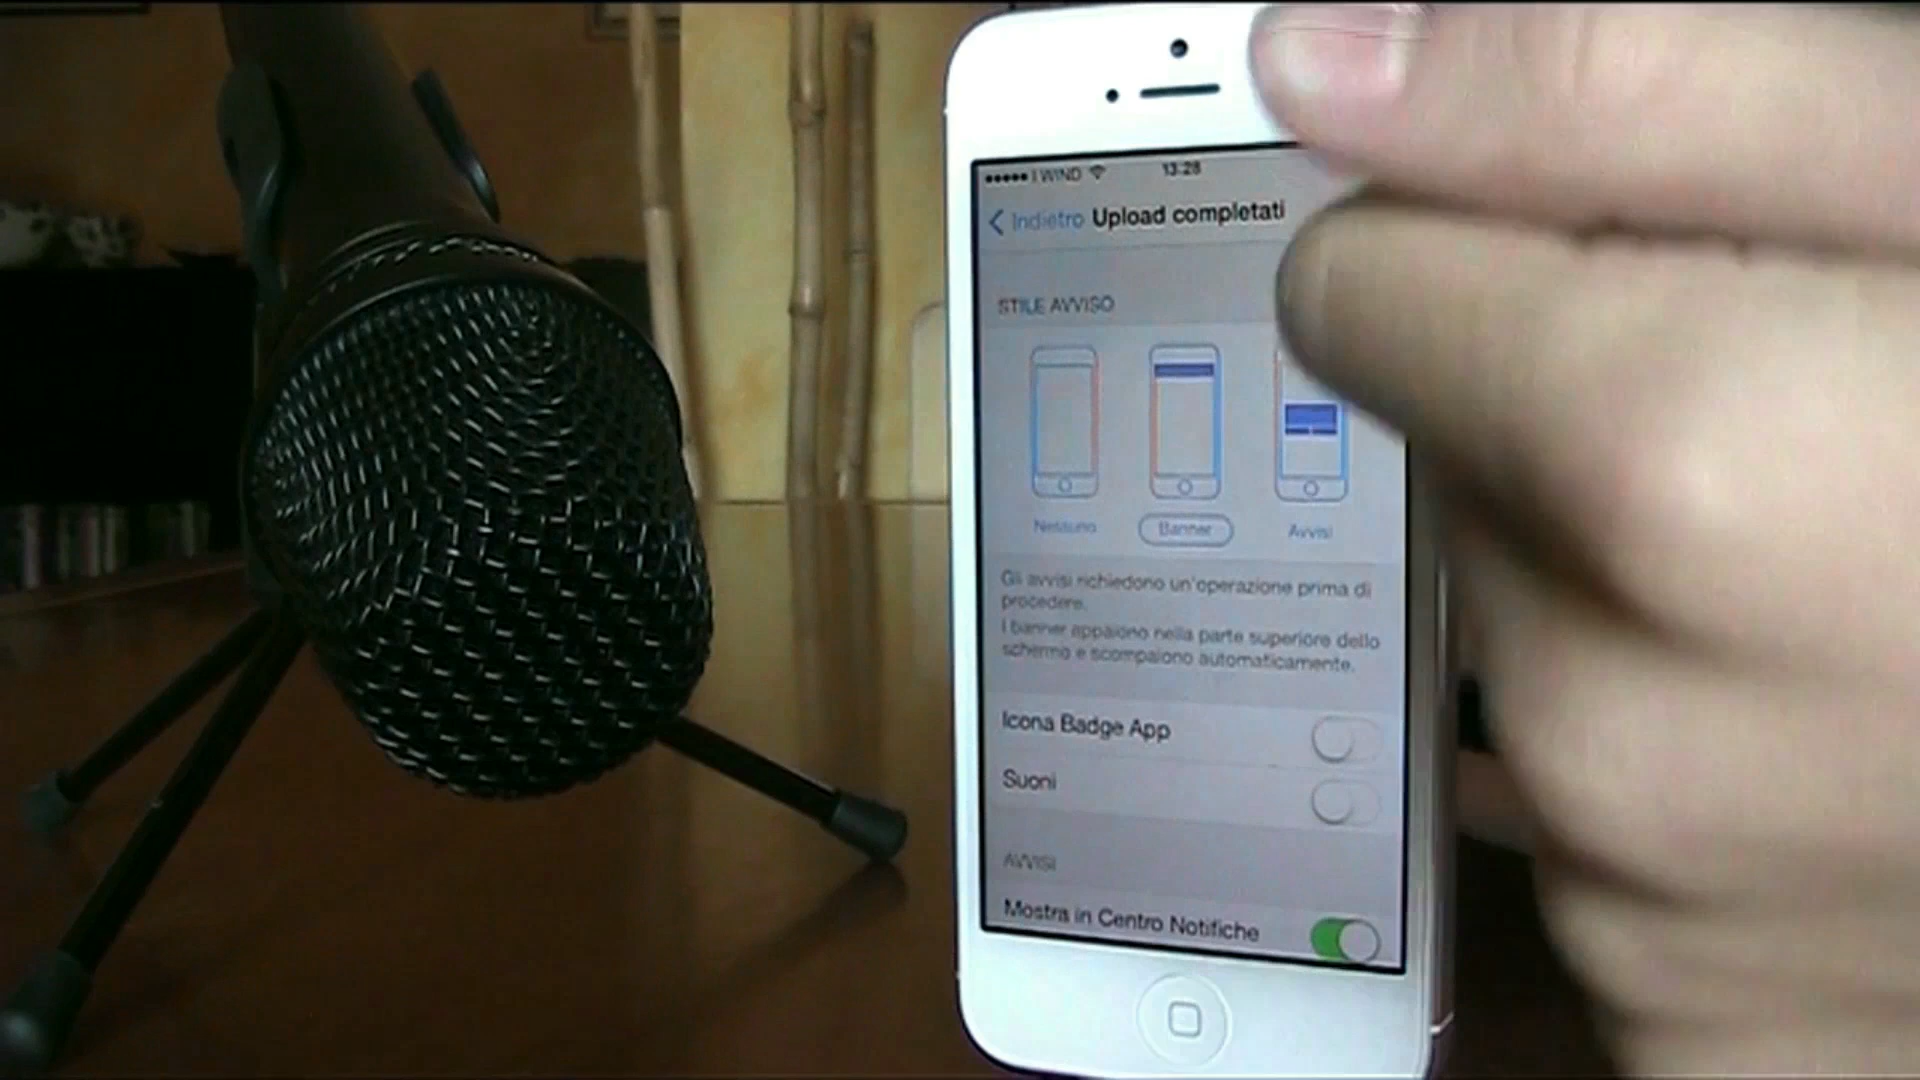 I WIND 13:28
Indietro Upload completati
STILE AVVISO
Nessuno Banner Avvisi
Gli avvisi richiedono un'operazione prima di
procedere.
I banner appaiono nella parte superiore dello
schermo e scompaiono automaticamente.
Icona Badge App
Suoni
AVVISI
Mostra in Centro Notifiche